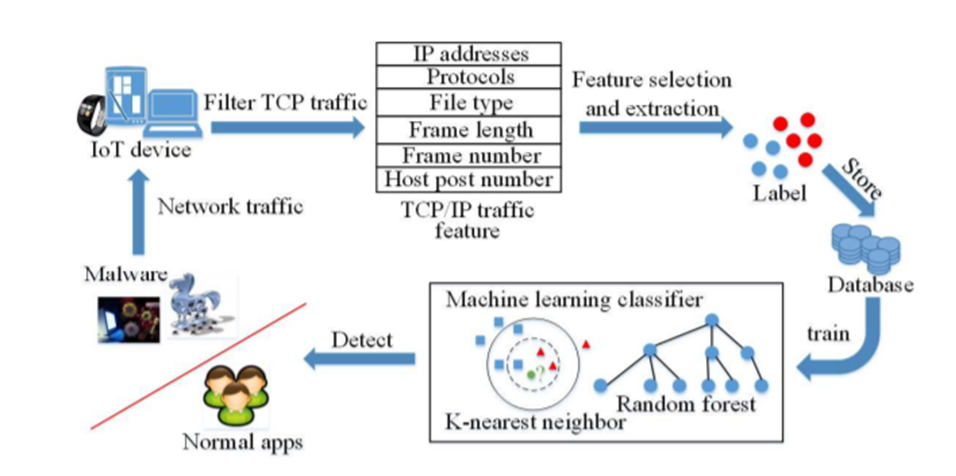 IP addresses
Protocols
File type
Frame length
Frame number
Host post number
TCP/IP traffic
feature
Filter TCP traffic
IoT device
Network traffic
Malware
Feature selection
and extraction
Label
Store
Database
train
Machine learning classifier
?
Random forest
K-nearest neighbor
Detect
Normal apps